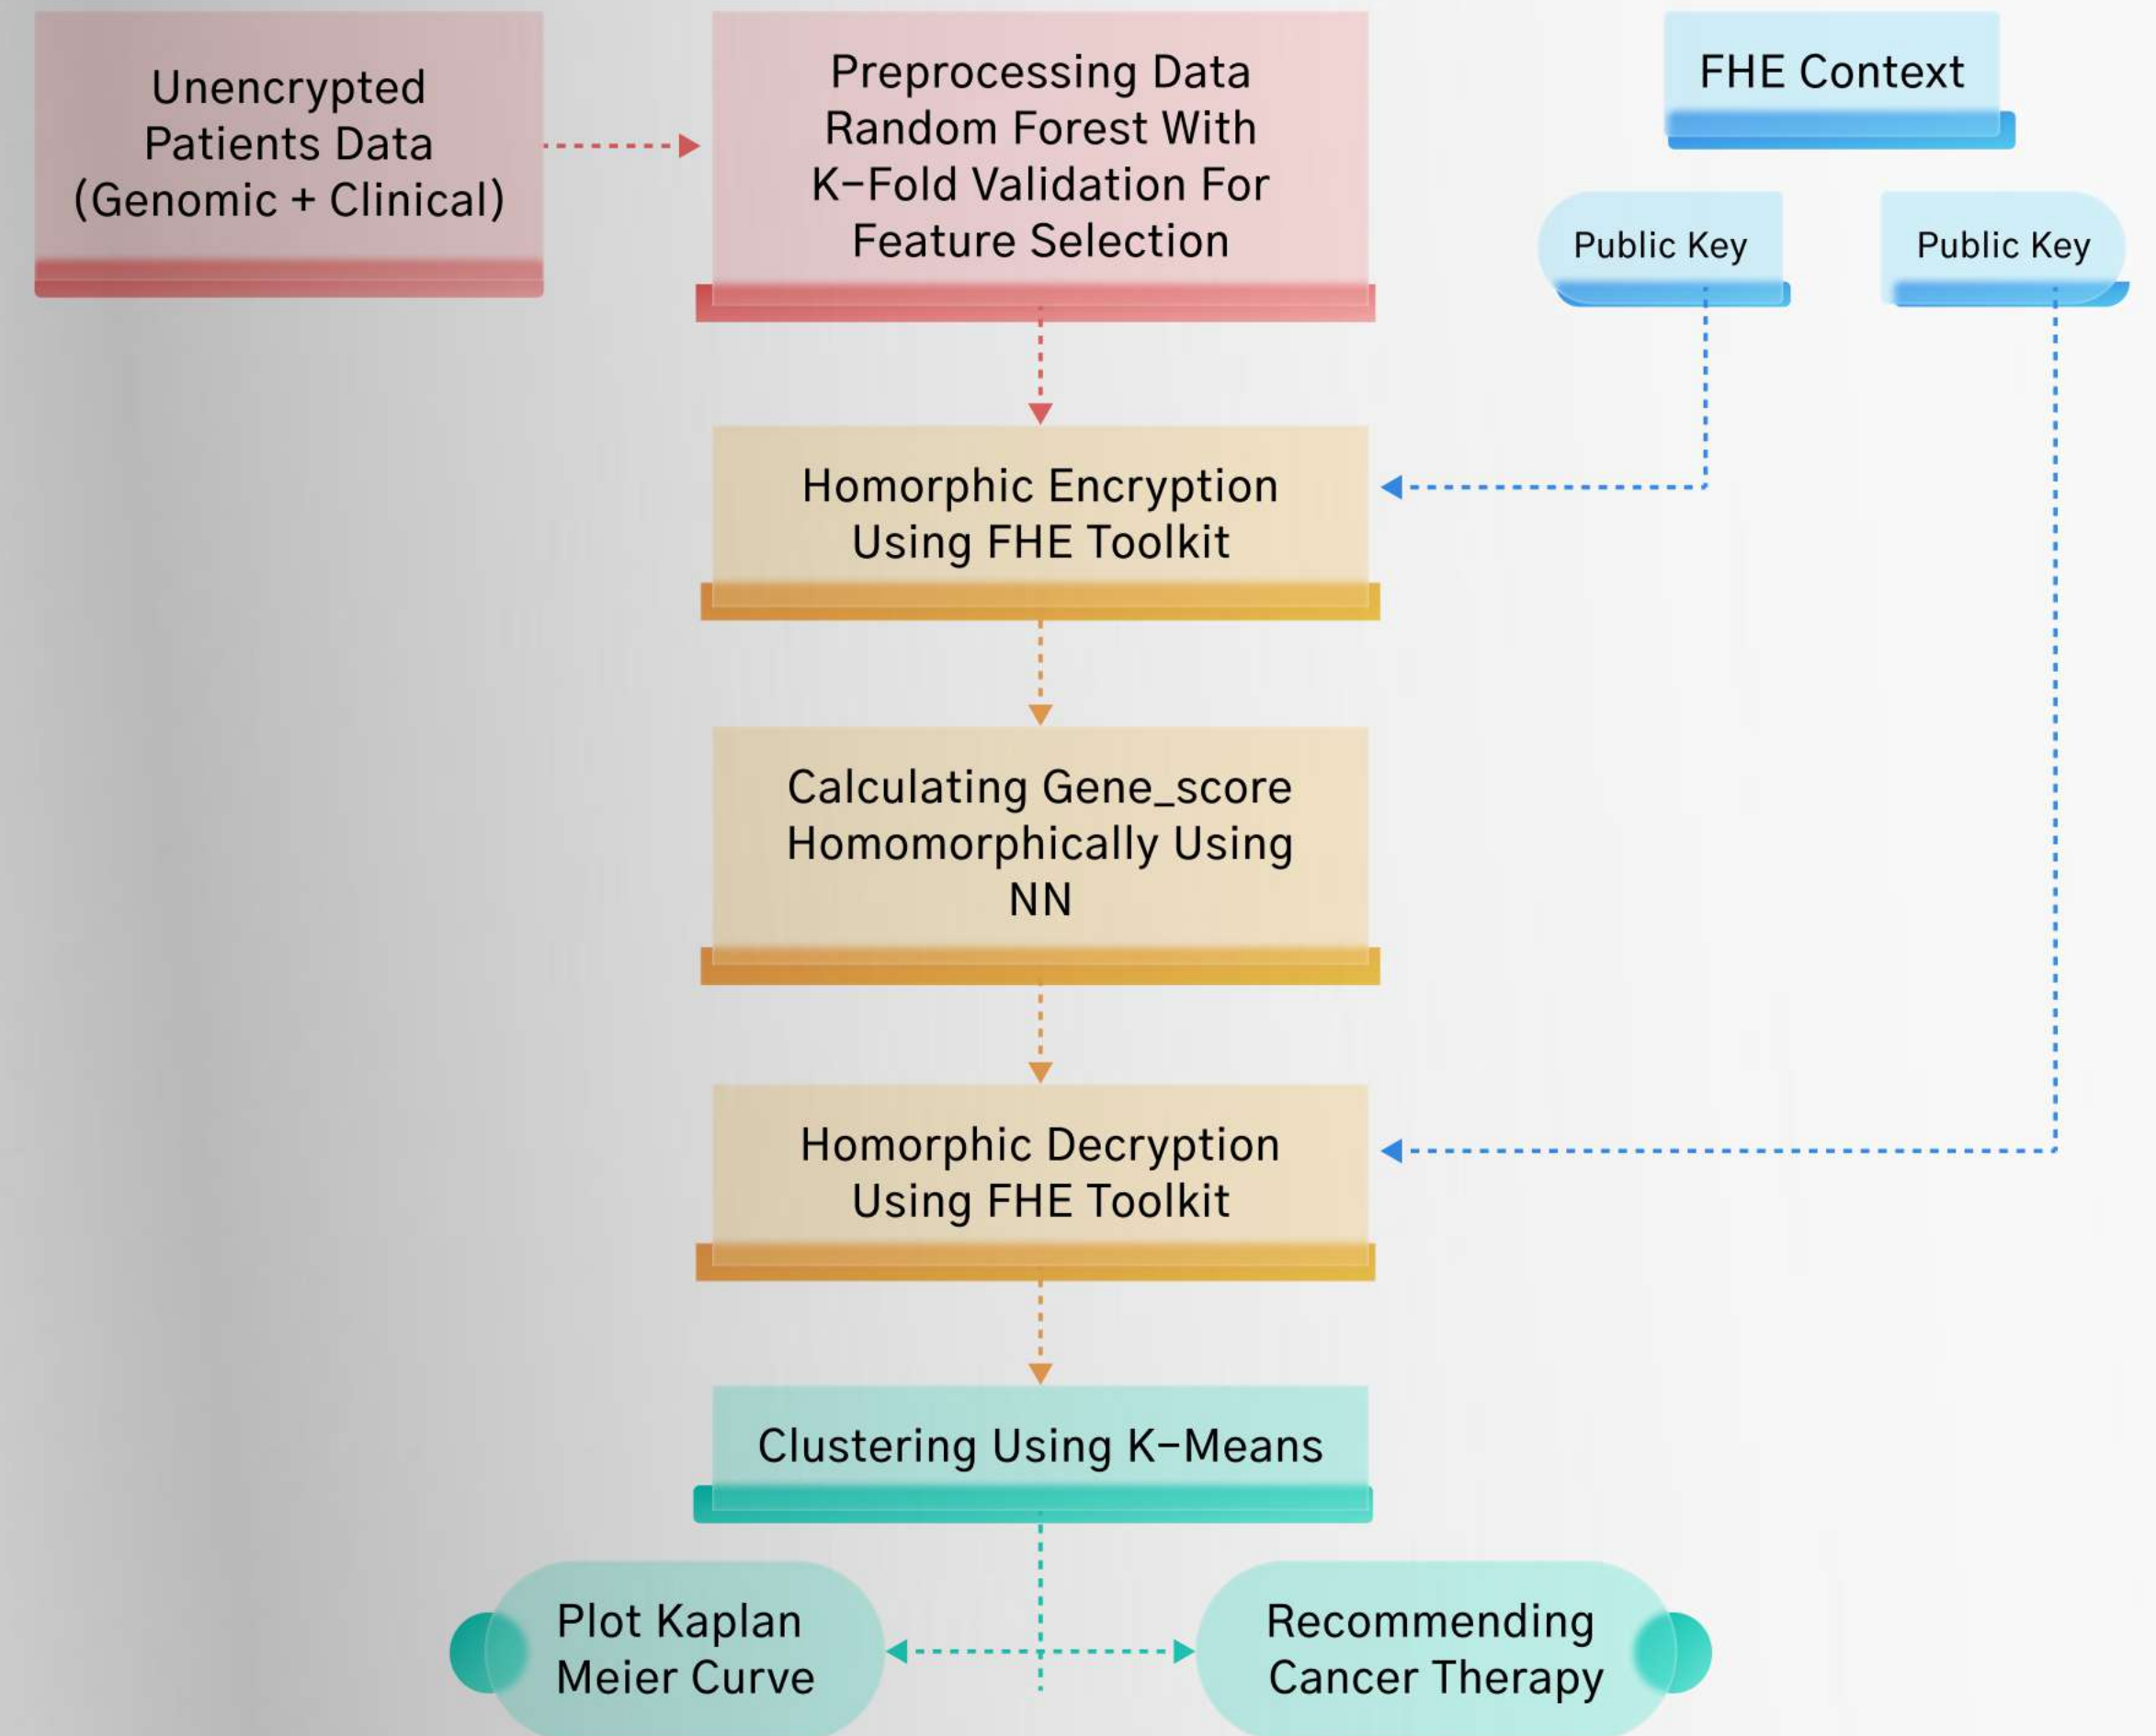 Unencrypted
Patients Data
(Genomic + Clinical)
Preprocessing Data
Random Forest With
K-Fold Validation For
Feature Selection
FHE Context
Public Key
Public Key
Homorphic Encryption
Using FHE Toolkit
Calculating Gene_score
Homomorphically Using
NN
Homorphic Decryption
Using FHE Toolkit
Clustering Using K-Means
Plot Kaplan
Meier Curve
Recommending
Cancer Therapy